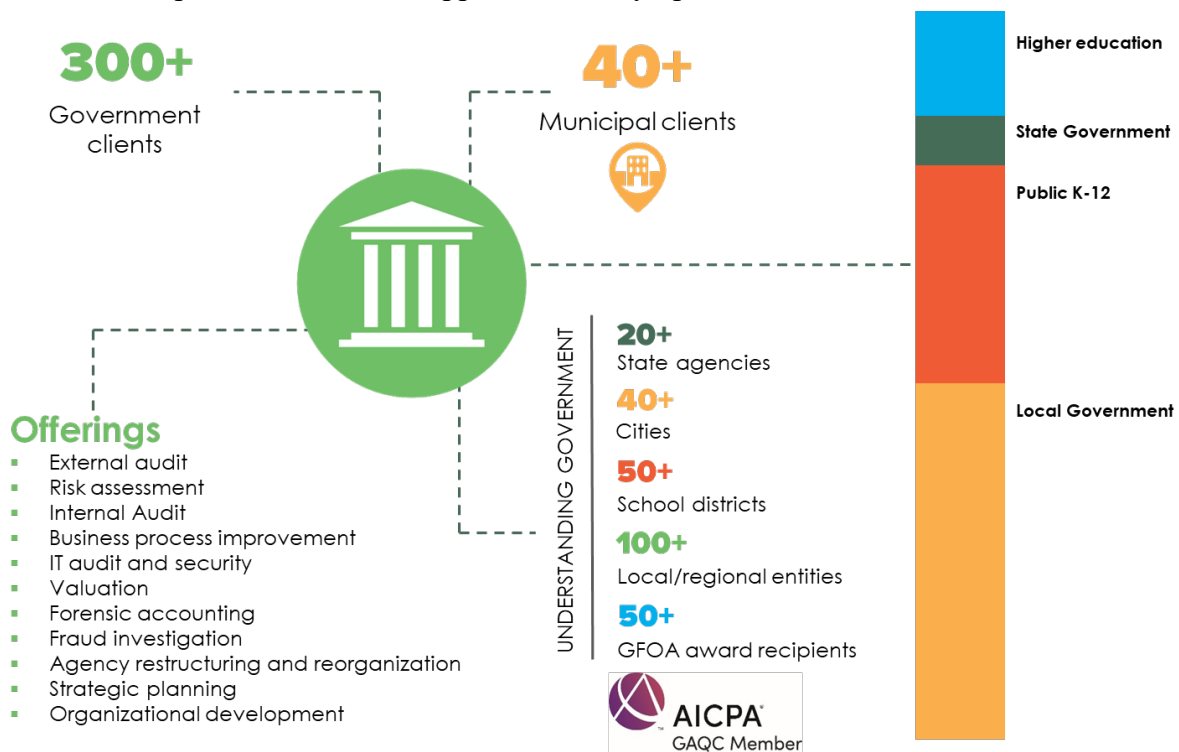 300+
Government
clients
40+
Municipal clients
Higher education
State Government
Public K-12
Local Government
Offerings
▪ External audit
▪ Risk assessment
▪ Internal Audit
▪ Business process improvement
▪ IT audit and security
▪ Valuation
▪ Forensic accounting
▪ Fraud investigation
▪ Agency restructuring and reorganization
▪ Strategic planning
▪ Organizational development
UNDERSTANDING GOVERNMENT
20+
State agencies
40+
Cities
50+
School districts
100+
Local/regional entities
50+
GFOA award recipients
AICPA
GAQC Member